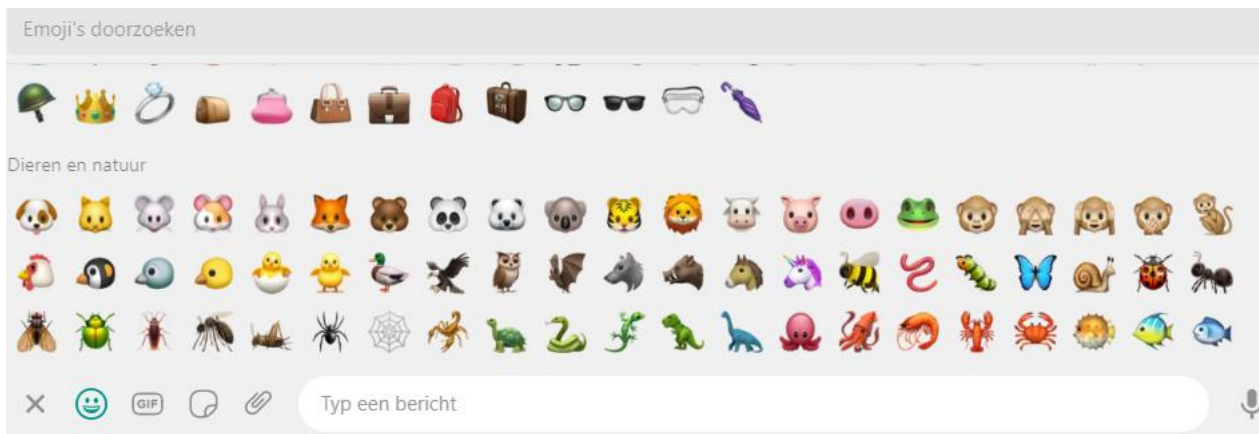 Emoji's doorzoeken
Dieren en natuur
GIF
Typ een bericht